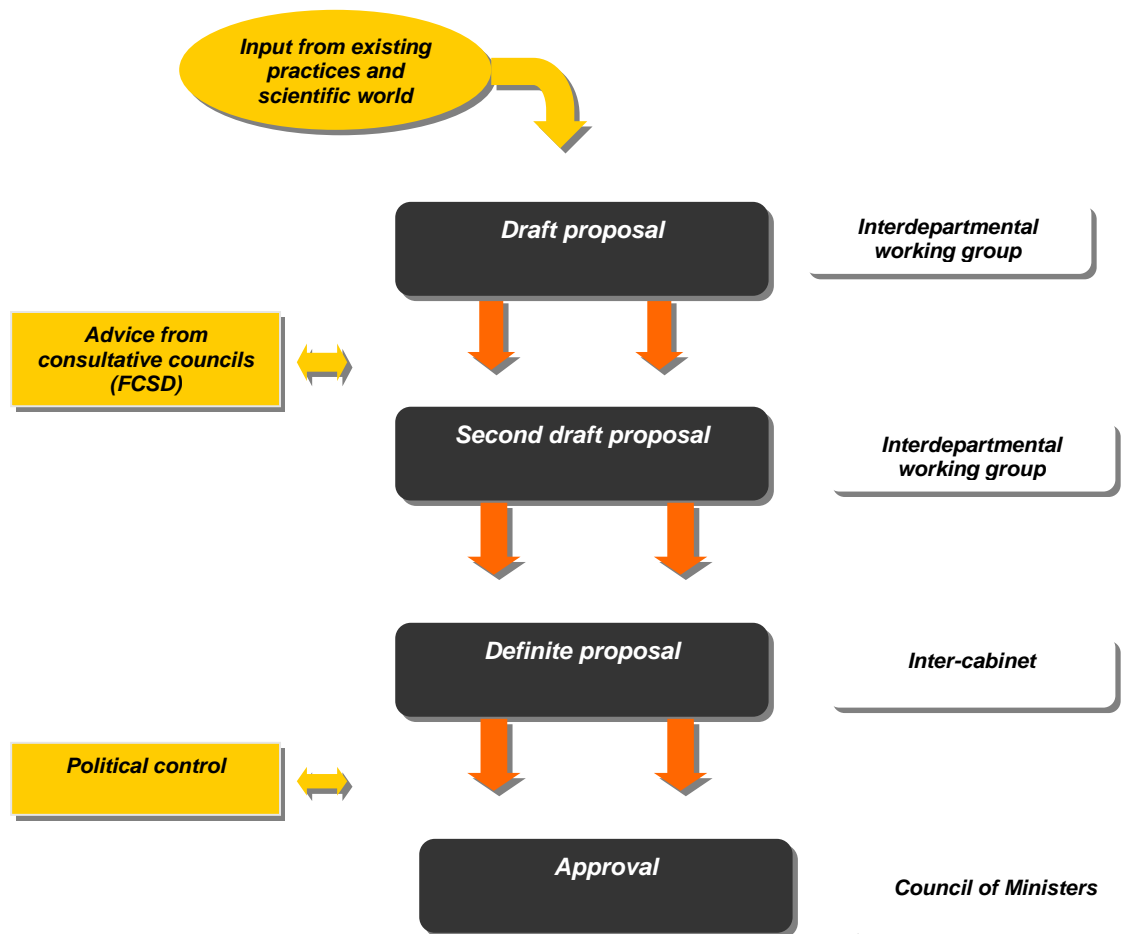 Input from existing
practices and
scientific world
Draft proposal
Interdepartmental
working group
Advice from
consultative councils
(FCSD)
Second draft proposal
Interdepartmental
working group
Definite proposal
Inter-cabinet
Political control
Approval
Council of Ministers